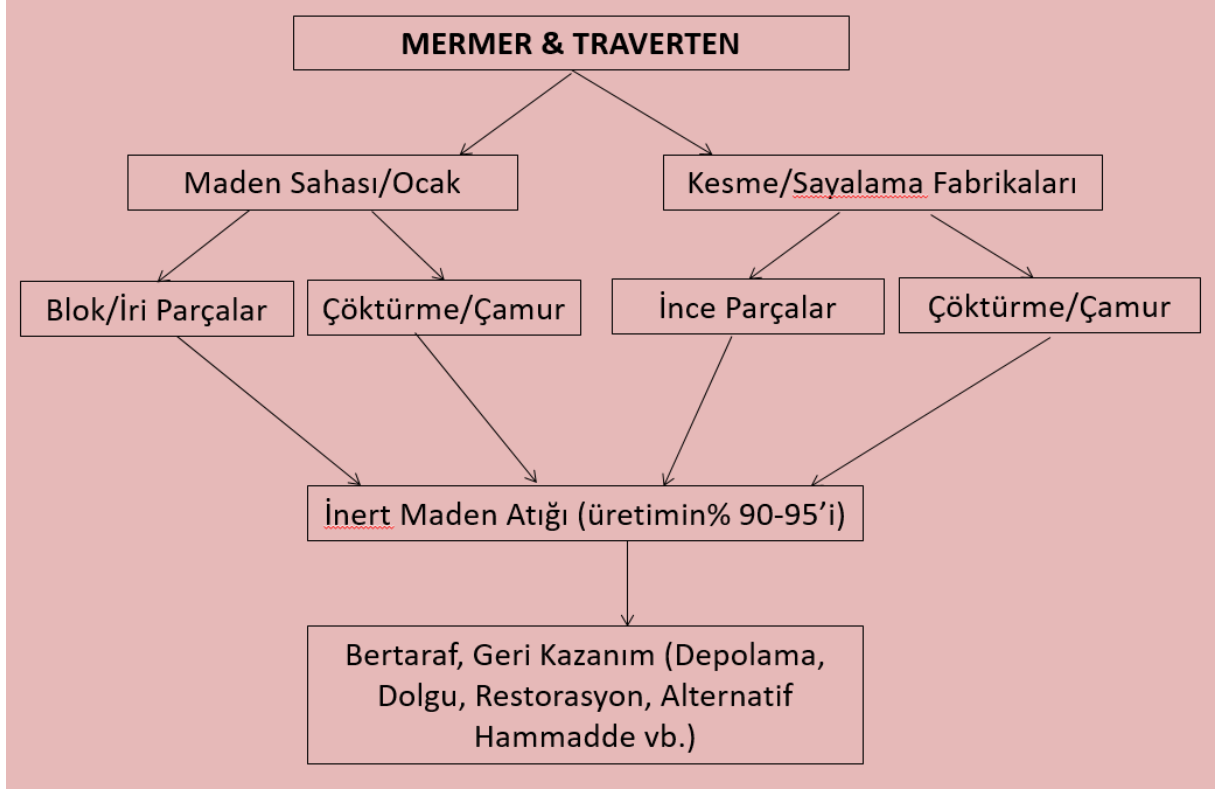 MERMER & TRAVERTEN
Maden Sahası/Ocak
Kesme/Sayalama Fabrikaları
Blok/İri Parçalar
Çöktürme/Çamur
İnce Parçalar
Çöktürme/Çamur
İnert Maden Atığı (üretimin% 90-95’i)
Bertaraf, Geri Kazanım (Depolama,
Dolgu, Restorasyon, Alternatif
Hammadde vb.)